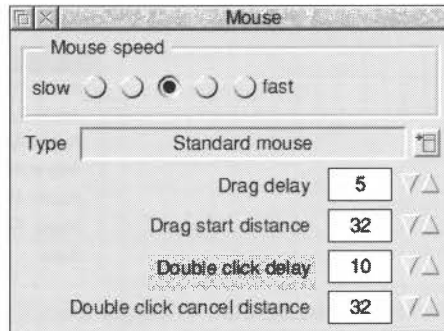 Mouse
Mouse speed
slow fast
Type Standard mouse
Drag delay 5
Drag start distance 32
Double click delay 10
Double click cancel distance 32